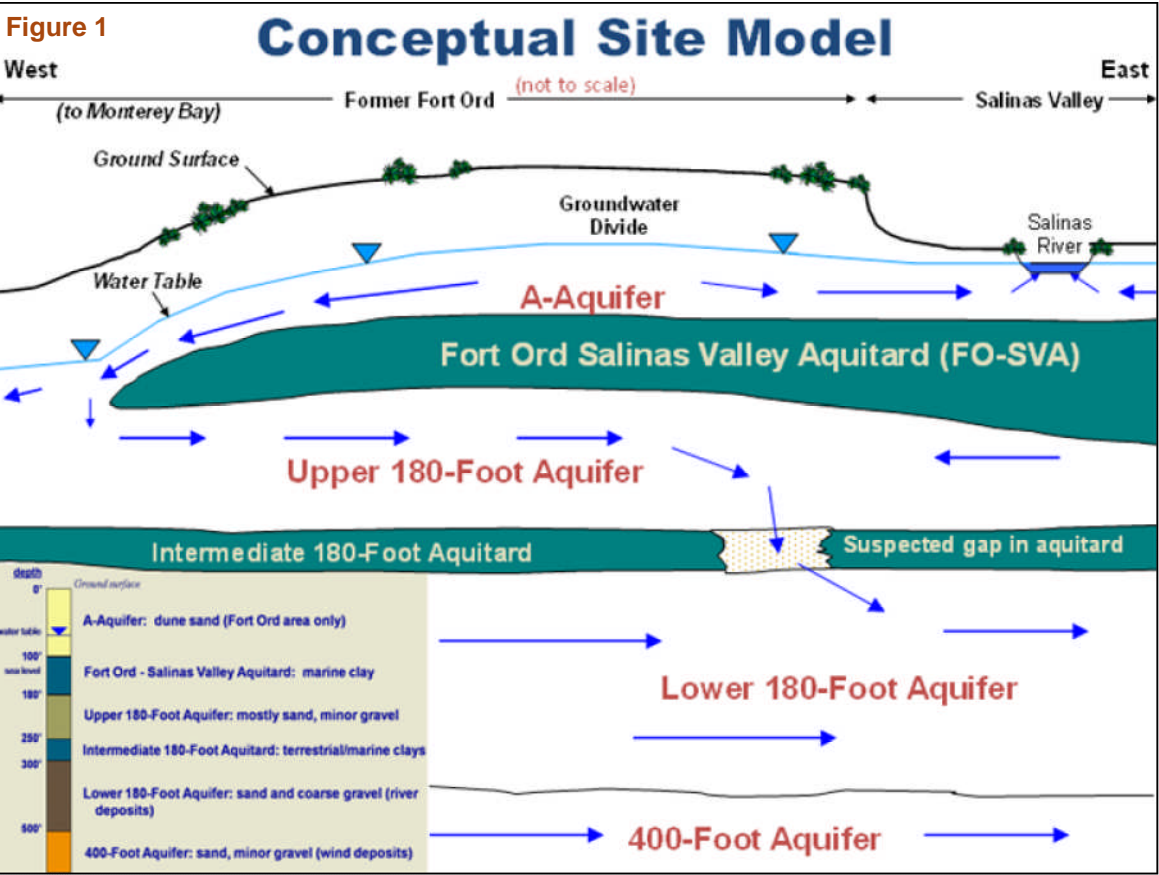 Figure 1
Conceptual Site Model
West
(not to scale)
East
(to Monterey Bay)
Former Fort Ord
Salinas Valley
Ground Surface
Groundwater
Divide
Salinas
River
Water Table
A-Aquifer
Fort Ord Salinas Valley Aquitard (FO-SVA)
Upper 180-Foot Aquifer
Intermediate 180-Foot Aquitard
Suspected gap in aquitard
depth
Ground surface
0'
A-Aquifer: dune sand (Fort Ord area only)
water table
100'
sea level
Fort Ord - Salinas Valley Aquitard: marine clay
180'
Upper 180-Foot Aquifer: mostly sand, minor gravel
250'
Intermediate 180-Foot Aquitard: terrestrial/marine clays
300'
Lower 180-Foot Aquifer: sand and coarse gravel (river
deposits)
500'
400-Foot Aquifer: sand, minor gravel (wind deposits)
Lower 180-Foot Aquifer
400-Foot Aquifer